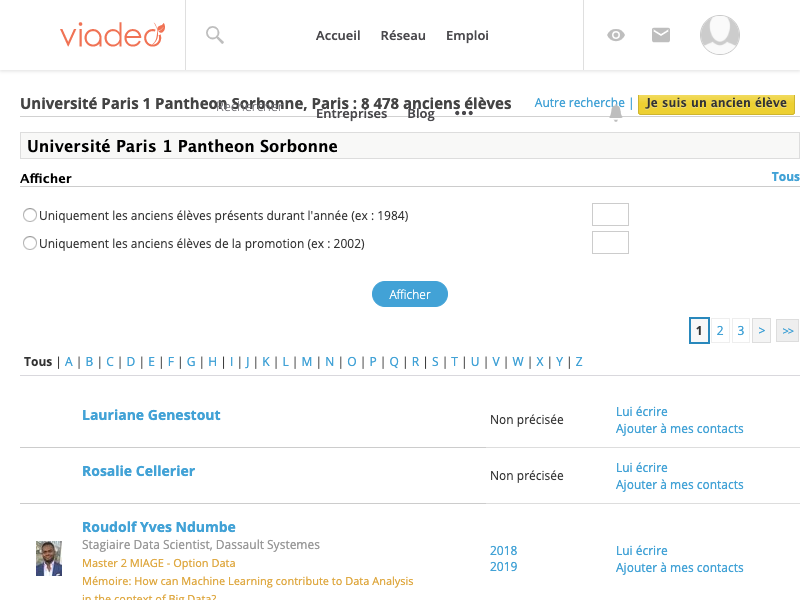 viadeo
Accueil Réseau Emploi
Rechercher
Entreprises Blog •••
Université Paris 1 Pantheon Sorbonne, Paris : 8 478 anciens élèves
Autre recherche | Je suis un ancien élève
Université Paris 1 Pantheon Sorbonne
Afficher Tous
Uniquement les anciens élèves présents durant l'année (ex : 1984)
Uniquement les anciens élèves de la promotion (ex : 2002)
Afficher
1 2 3 > >>
Tous | A | B | C | D | E | F | G | H | I | J | K | L | M | N | O | P | Q | R | S | T | U | V | W | X | Y | Z
Lauriane Genestout
Non précisée
Lui écrire
Ajouter à mes contacts
Rosalie Cellerier
Non précisée
Lui écrire
Ajouter à mes contacts
Roudolf Yves Ndumbe
Stagiaire Data Scientist, Dassault Systemes
Master 2 MIAGE - Option Data
Mémoire: How can Machine Learning contribute to Data Analysis
in the context of Big Data?
2018
2019
Lui écrire
Ajouter à mes contacts